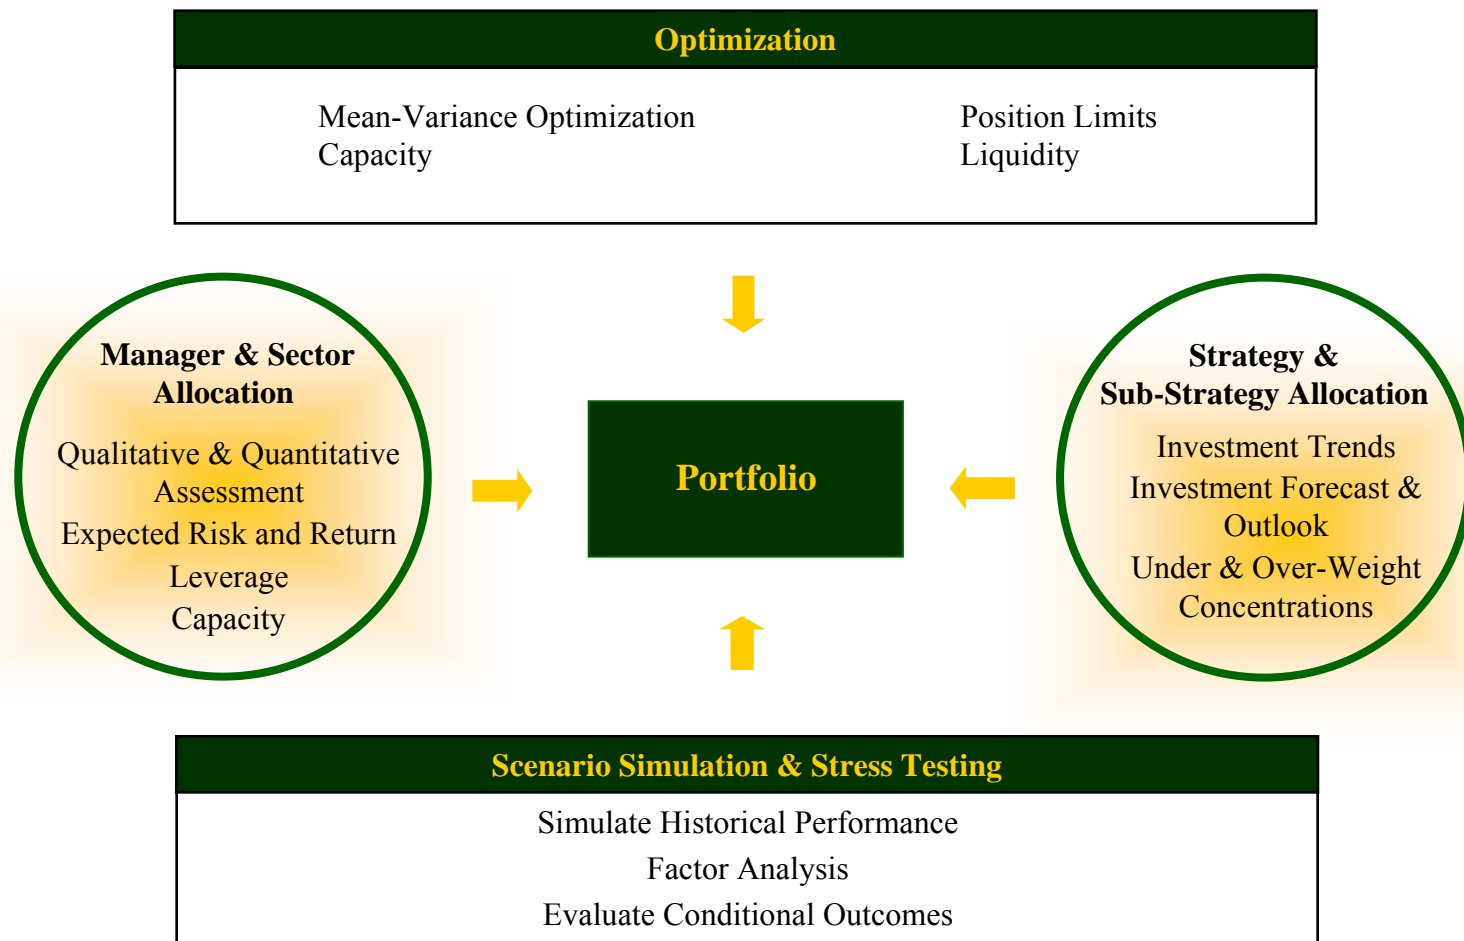 Optimization
Mean-Variance Optimization
Capacity
Position Limits
Liquidity
Manager & Sector
Allocation
Qualitative & Quantitative
Assessment
Expected Risk and Return
Leverage
Capacity
Portfolio
Strategy &
Sub-Strategy Allocation
Investment Trends
Investment Forecast &
Outlook
Under & Over-Weight
Concentrations
Scenario Simulation & Stress Testing
Simulate Historical Performance
Factor Analysis
Evaluate Conditional Outcomes